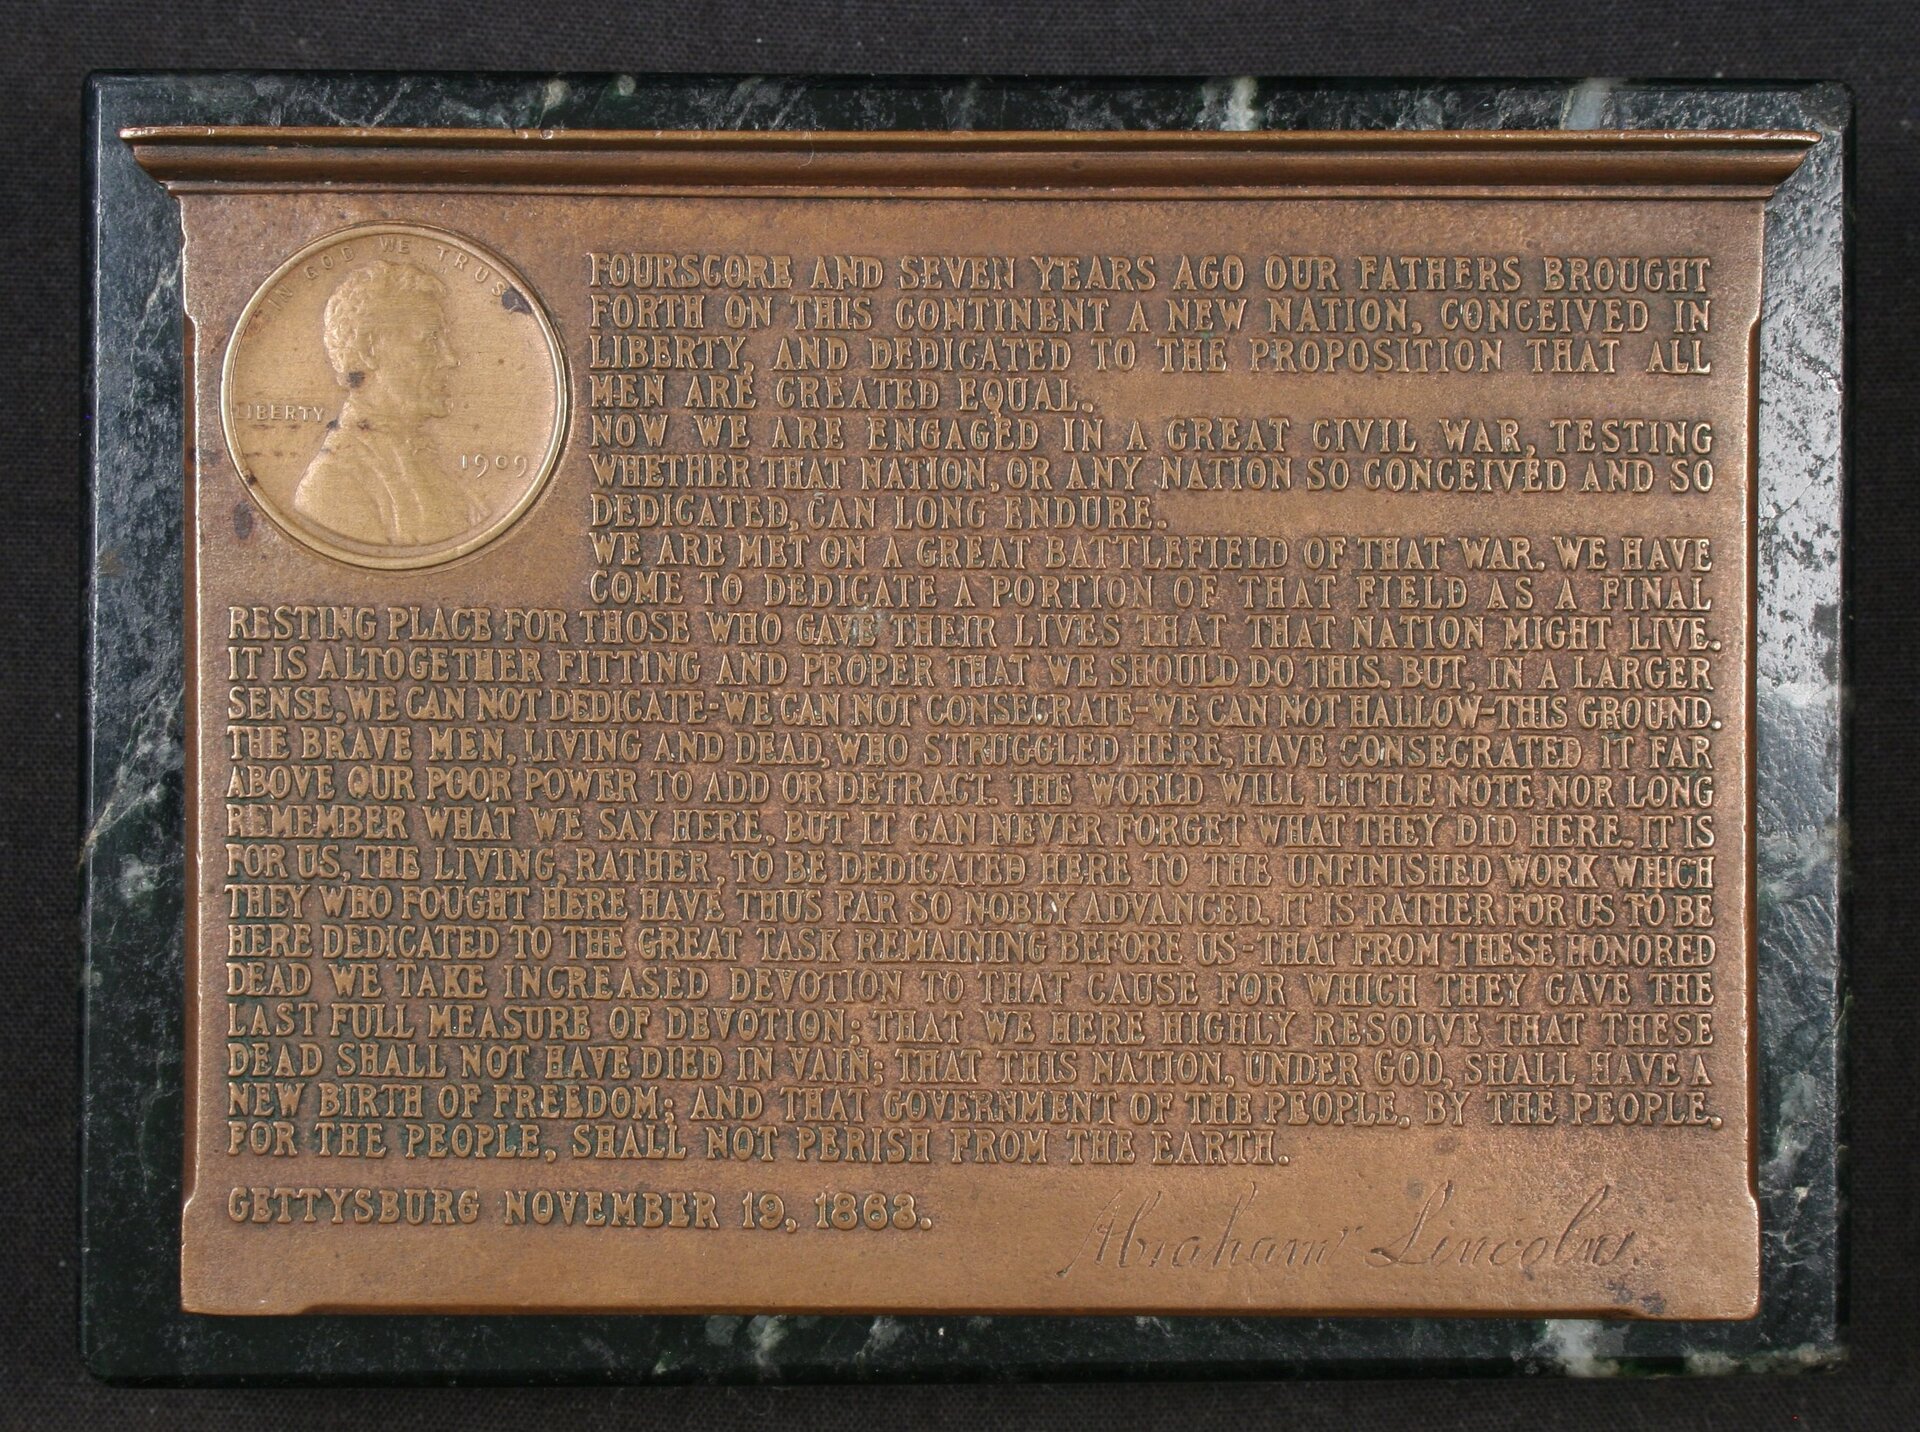 IN GOD WE TRUST
LIBERTY
1909
FOURSCORE AND SEVEN YEARS AGO OUR FATHERS BROUGHT
FORTH ON THIS CONTINENT A NEW NATION, CONCEIVED IN
LIBERTY, AND DEDICATED TO THE PROPOSITION THAT ALL
MEN ARE CREATED EQUAL.
NOW WE ARE ENGAGED IN A GREAT CIVIL WAR, TESTING
WHETHER THAT NATION, OR ANY NATION SO CONCEIVED AND SO
DEDICATED, CAN LONG ENDURE.
WE ARE MET ON A GREAT BATTLEFIELD OF THAT WAR. WE HAVE
COME TO DEDICATE A PORTION OF THAT FIELD AS A FINAL
RESTING PLACE FOR THOSE WHO GAVE THEIR LIVES THAT THAT NATION MIGHT LIVE.
IT IS ALTOGETHER FITTING AND PROPER THAT WE SHOULD DO THIS. BUT, IN A LARGER
SENSE, WE CAN NOT DEDICATE-WE CAN NOT CONSECRATE-WE CAN NOT HALLOW-THIS GROUND.
THE BRAVE MEN, LIVING AND DEAD, WHO STRUGGLED HERE, HAVE CONSECRATED IT FAR
ABOVE OUR POOR POWER TO ADD OR DETRACT. THE WORLD WILL LITTLE NOTE NOR LONG
REMEMBER WHAT WE SAY HERE, BUT IT CAN NEVER FORGET WHAT THEY DID HERE. IT IS
FOR US, THE LIVING, RATHER, TO BE DEDICATED HERE TO THE UNFINISHED WORK WHICH
THEY WHO FOUGHT HERE HAVE THUS FAR SO NOBLY ADVANCED. IT IS RATHER FOR US TO BE
HERE DEDICATED TO THE GREAT TASK REMAINING BEFORE US-THAT FROM THESE HONORED
DEAD WE TAKE INCREASED DEVOTION TO THAT CAUSE FOR WHICH THEY GAVE THE
LAST FULL MEASURE OF DEVOTION; THAT WE HERE HIGHLY RESOLVE THAT THESE
DEAD SHALL NOT HAVE DIED IN VAIN; THAT THIS NATION, UNDER GOD, SHALL HAVE A
NEW BIRTH OF FREEDOM; AND THAT GOVERNMENT OF THE PEOPLE, BY THE PEOPLE,
FOR THE PEOPLE, SHALL NOT PERISH FROM THE EARTH.
GETTYSBURG NOVEMBER 19, 1863.
Abraham Lincoln.